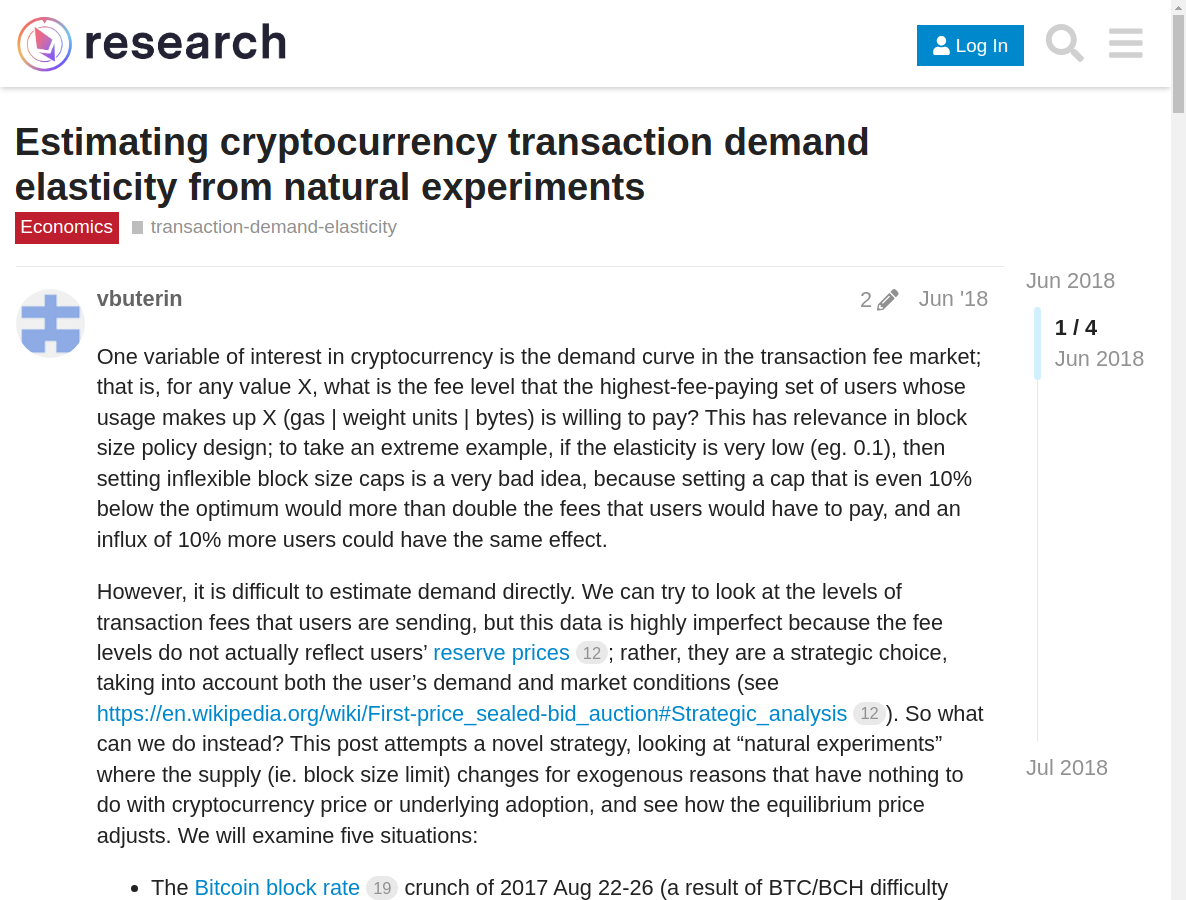 research
Log In
Estimating cryptocurrency transaction demand
elasticity from natural experiments
Economics transaction-demand-elasticity
Jun 2018
vbuterin 2 Jun '18
1 / 4
Jun 2018
One variable of interest in cryptocurrency is the demand curve in the transaction fee market;
that is, for any value X, what is the fee level that the highest-fee-paying set of users whose
usage makes up X (gas | weight units | bytes) is willing to pay? This has relevance in block
size policy design; to take an extreme example, if the elasticity is very low (eg. 0.1), then
setting inflexible block size caps is a very bad idea, because setting a cap that is even 10%
below the optimum would more than double the fees that users would have to pay, and an
influx of 10% more users could have the same effect.
However, it is difficult to estimate demand directly. We can try to look at the levels of
transaction fees that users are sending, but this data is highly imperfect because the fee
levels do not actually reflect users’ reserve prices 12; rather, they are a strategic choice,
taking into account both the user’s demand and market conditions (see
https://en.wikipedia.org/wiki/First-price_sealed-bid_auction#Strategic_analysis 12). So what
can we do instead? This post attempts a novel strategy, looking at “natural experiments”
where the supply (ie. block size limit) changes for exogenous reasons that have nothing to
do with cryptocurrency price or underlying adoption, and see how the equilibrium price
adjusts. We will examine five situations:
Jul 2018
• The Bitcoin block rate 19 crunch of 2017 Aug 22-26 (a result of BTC/BCH difficulty